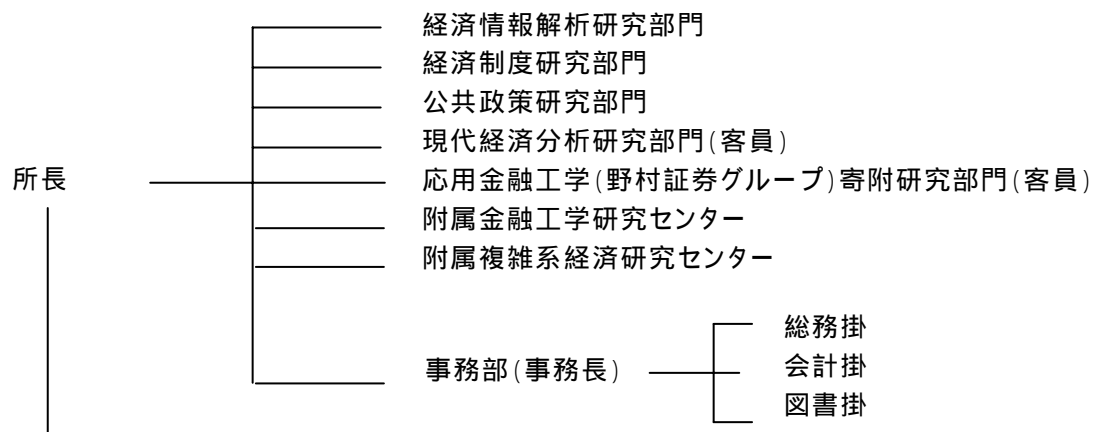 経済情報解析研究部門
経済制度研究部門
公共政策研究部門
現代経済分析研究部門(客員)
所長
応用金融工学(野村証券グループ)寄附研究部門(客員)
附属金融工学研究センター
附属複雑系経済研究センター
事務部(事務長)
総務掛
会計掛
図書掛